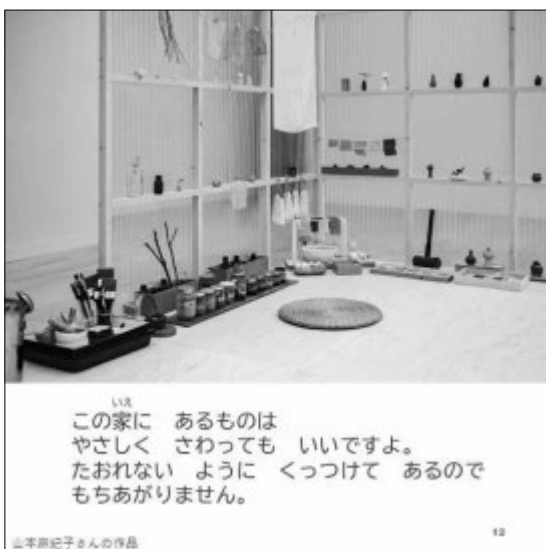 この家に　あるものは
いえ
やさしく　さわっても　いいですよ。
たおれない　ように　くっつけて　あるので
もちあがりません。
山本麻紀子さんの作品
12